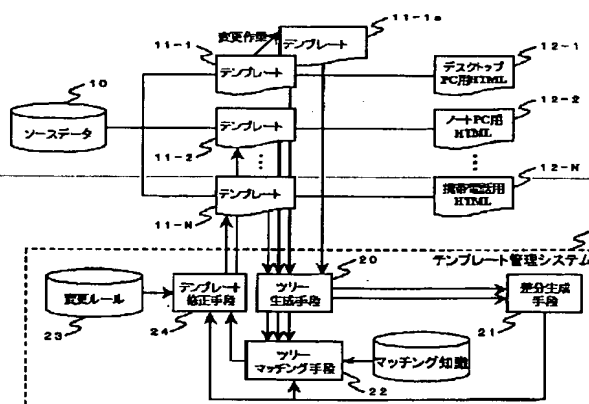 変更作業
11-1a
テンプレート
11-1
テンプレート
12-1
デスクトップ
PC用HTML
10
ソースデータ
11-2
テンプレート
12-2
ノートPC用
HTML
11-N
テンプレート
12-N
携帯電話用
HTML
テンプレート管理システム
変更ルール
23
テンプレート
修正手段
24
20
ツリー
生成手段
差分生成
手段
21
ツリー
マッチング手段
22
マッチング知識